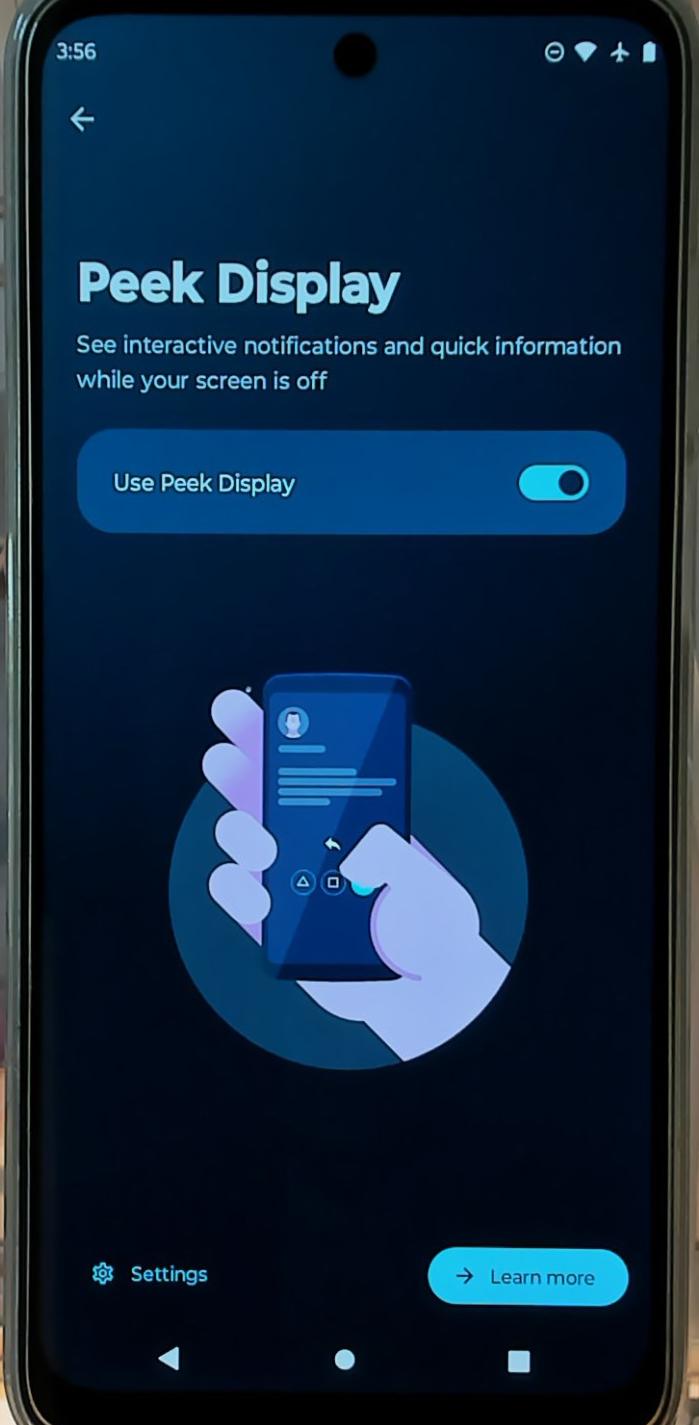 3:56
Peek Display
See interactive notifications and quick information
while your screen is off
Use Peek Display
Settings
Learn more